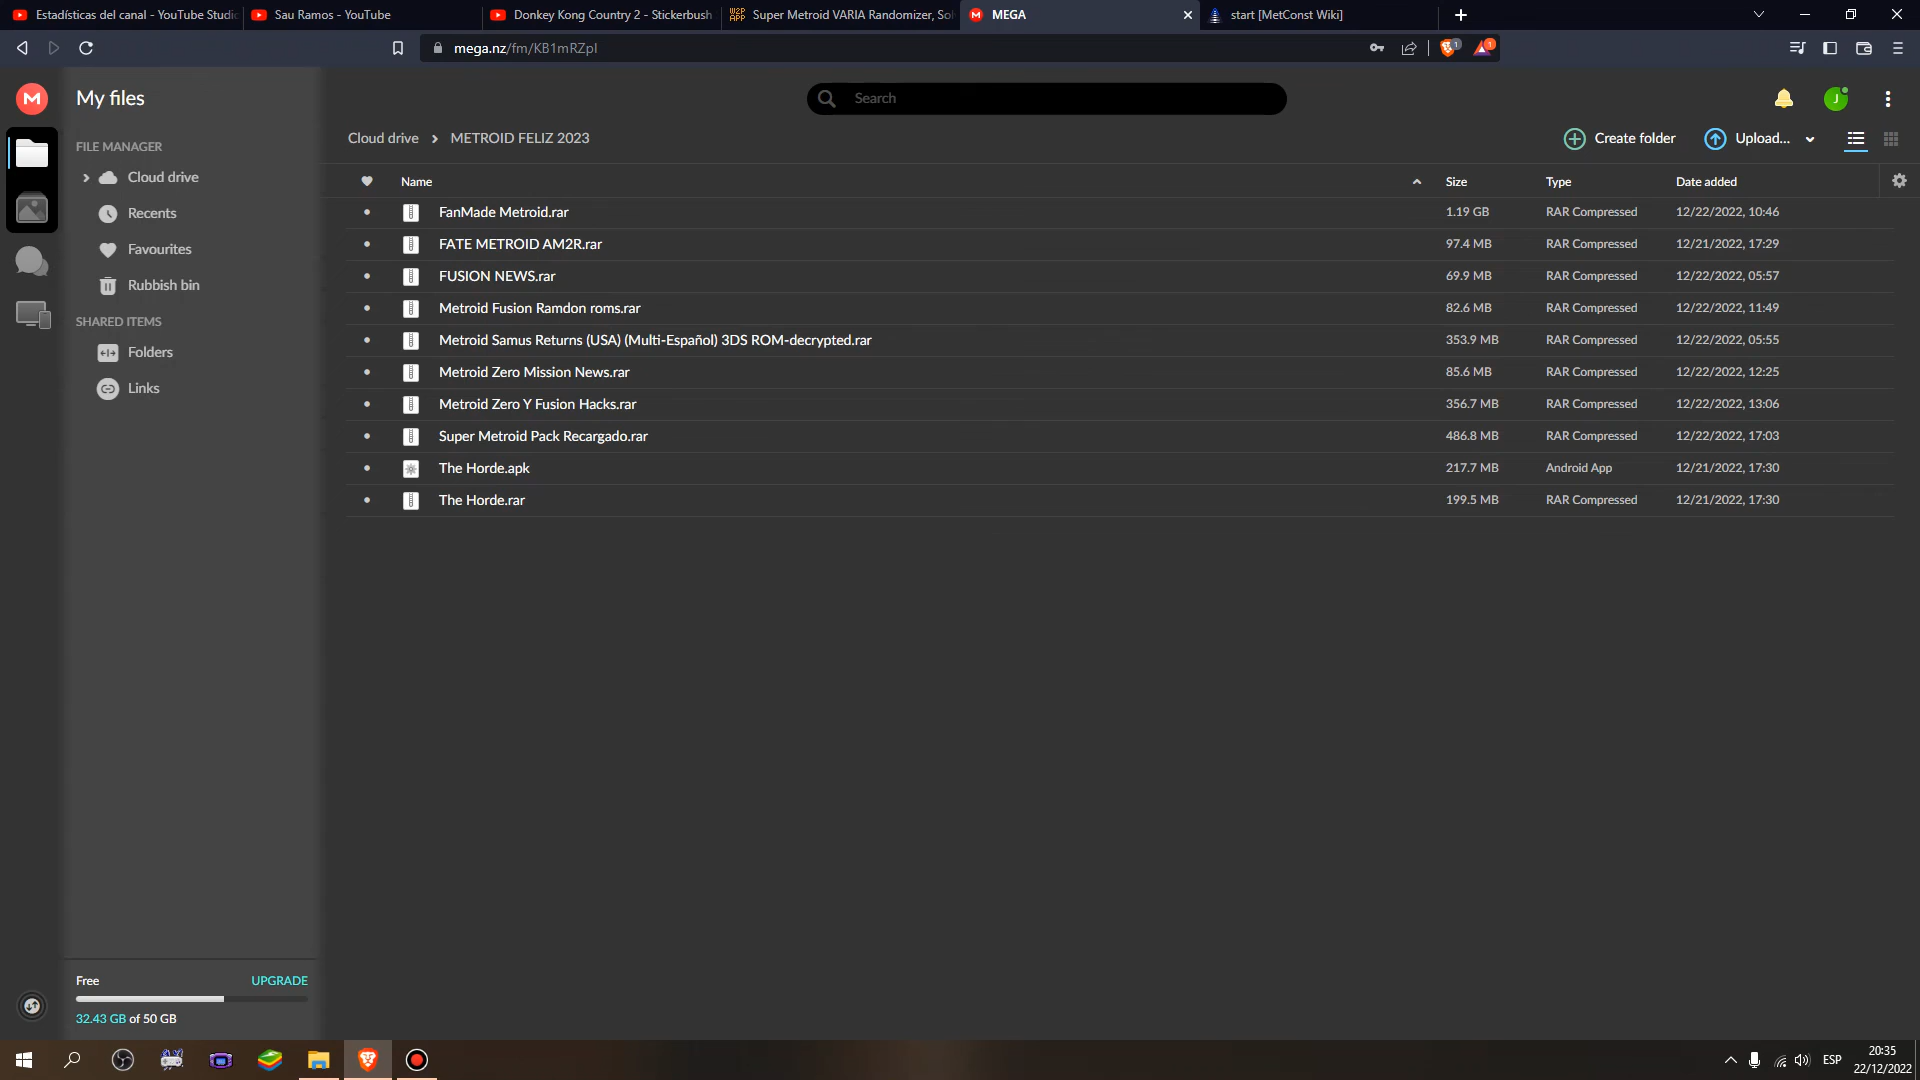 Estadísticas del canal - YouTube Studi
Sau Ramos - YouTube
Donkey Kong Country 2 - Stickerbush
Super Metroid VARIA Randomizer, Sol
MEGA
start [MetConst Wiki]
mega.nz/fm/KB1mRZpI
1
1
My files
Search
J
Cloud drive
METROID FELIZ 2023
Create folder
Upload...
FILE MANAGER
Cloud drive
Recents
Favourites
Rubbish bin
SHARED ITEMS
Folders
Links
Name Size Type Date added
FanMade Metroid.rar 1.19 GB RAR Compressed 12/22/2022, 10:46
FATE METROID AM2R.rar 97.4 MB RAR Compressed 12/21/2022, 17:29
FUSION NEWS.rar 69.9 MB RAR Compressed 12/22/2022, 05:57
Metroid Fusion Ramdon roms.rar 82.6 MB RAR Compressed 12/22/2022, 11:49
Metroid Samus Returns (USA) (Multi-Español) 3DS ROM-decrypted.rar 353.9 MB RAR Compressed 12/22/2022, 05:55
Metroid Zero Mission News.rar 85.6 MB RAR Compressed 12/22/2022, 12:25
Metroid Zero Y Fusion Hacks.rar 356.7 MB RAR Compressed 12/22/2022, 13:06
Super Metroid Pack Recargado.rar 486.8 MB RAR Compressed 12/22/2022, 17:03
The Horde.apk 217.7 MB Android App 12/21/2022, 17:30
The Horde.rar 199.5 MB RAR Compressed 12/21/2022, 17:30
Free UPGRADE
32.43 GB of 50 GB
ESP
20:35
22/12/2022